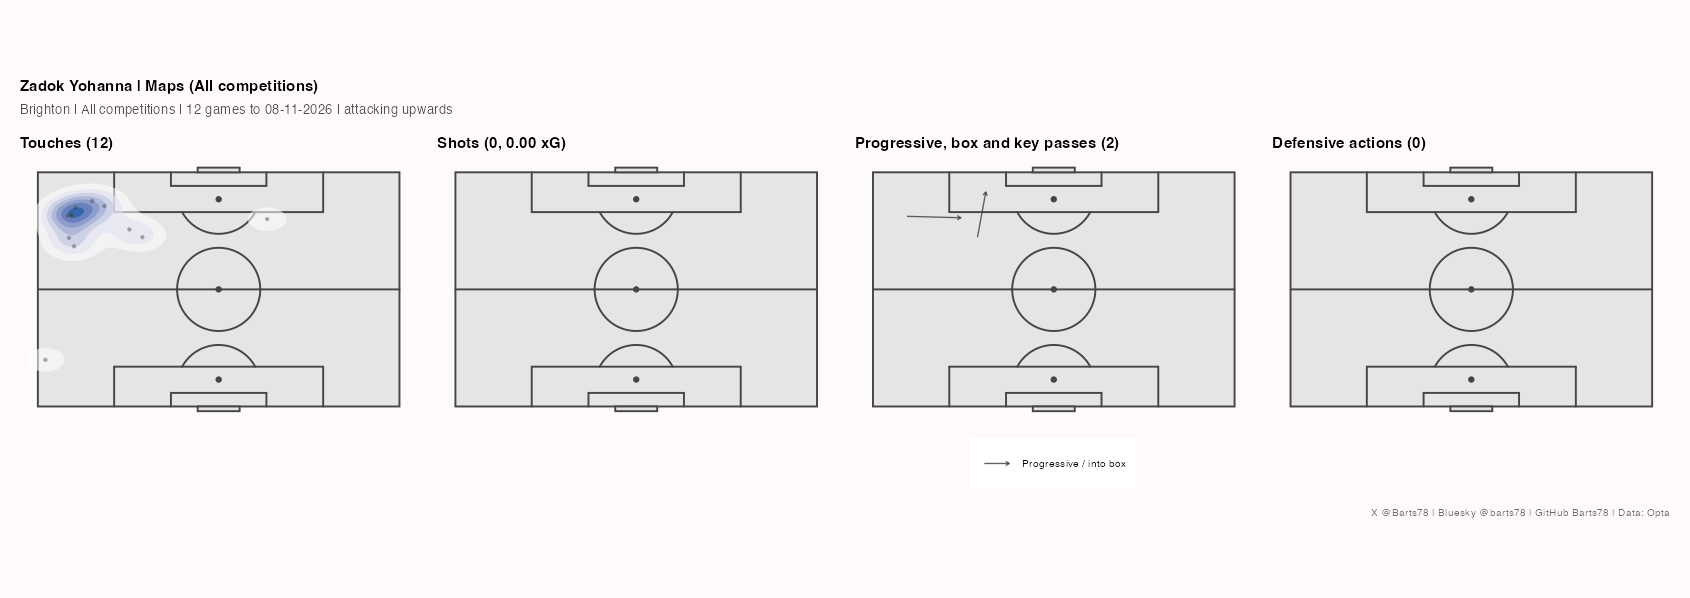 Zadok Yohanna | Maps (All competitions)
Brighton | All competitions | 12 games to 08-11-2026 | attacking upwards
Touches (12)
Shots (0, 0.00 xG)
Progressive, box and key passes (2)
Defensive actions (0)
Progressive / into box
X @Barts78 | Bluesky @barts78 | GitHub Barts78 | Data: Opta